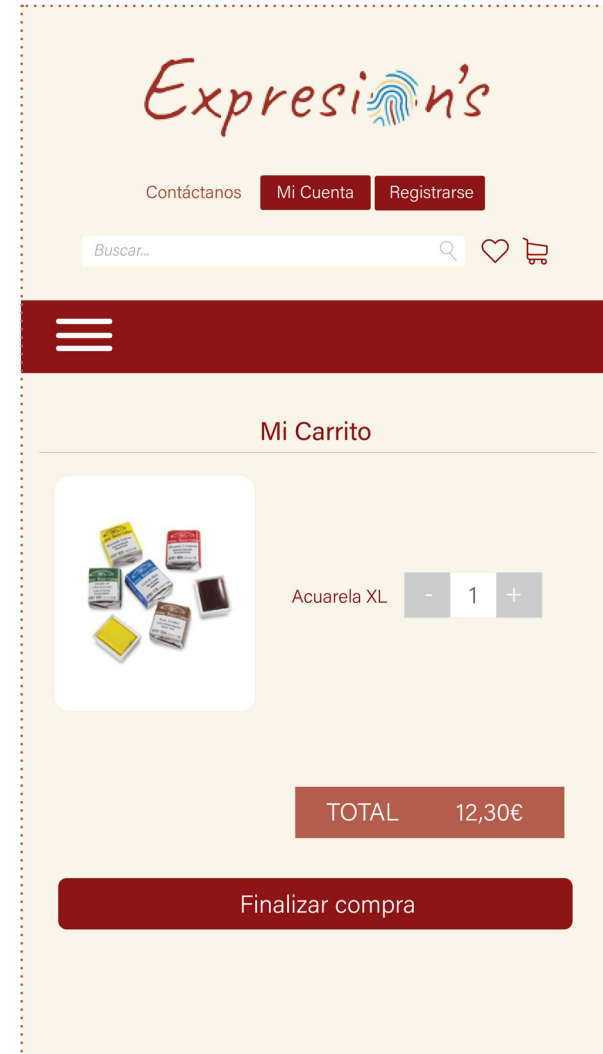 Expresion's
Contáctanos Mi Cuenta Registrarse
Buscar...
Mi Carrito
Acuarela XL - 1 +
TOTAL 12,30€
Finalizar compra